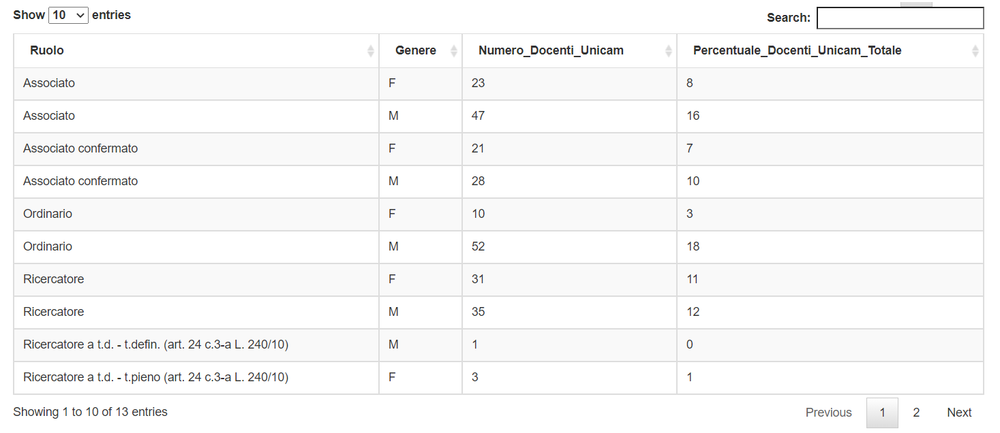 Show 10 entries Search:
Ruolo Genere Numero_Docenti_Unicam Percentuale_Docenti_Unicam_Totale
Associato F 23 8
Associato M 47 16
Associato confermato F 21 7
Associato confermato M 28 10
Ordinario F 10 3
Ordinario M 52 18
Ricercatore F 31 11
Ricercatore M 35 12
Ricercatore a t.d. - t.defin. (art. 24 c.3-a L. 240/10) M 1 0
Ricercatore a t.d. - t.pieno (art. 24 c.3-a L. 240/10) F 3 1
Showing 1 to 10 of 13 entries Previous 1 2 Next